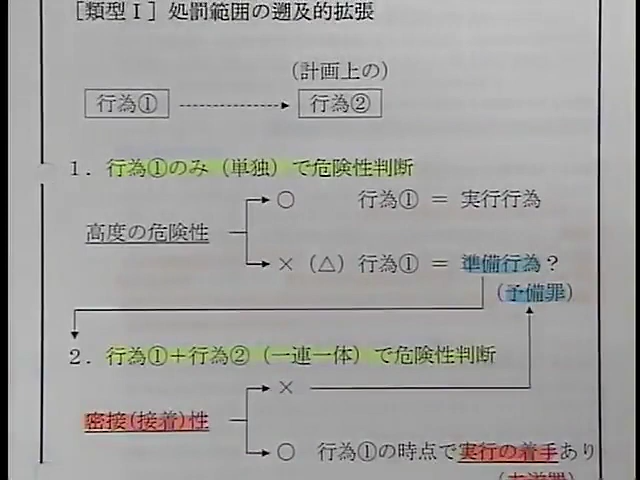 ［類型Ⅰ］処罰範囲の遡及的拡張
（計画上の）
行為① 行為②
１．行為①のみ（単独）で危険性判断
○ 行為① ＝ 実行行為
高度の危険性
×（△）行為① ＝ 準備行為？
（予備罪）
２．行為①＋行為②（一連一体）で危険性判断
×
密接(接着)性
○ 行為①の時点で実行の着手あり